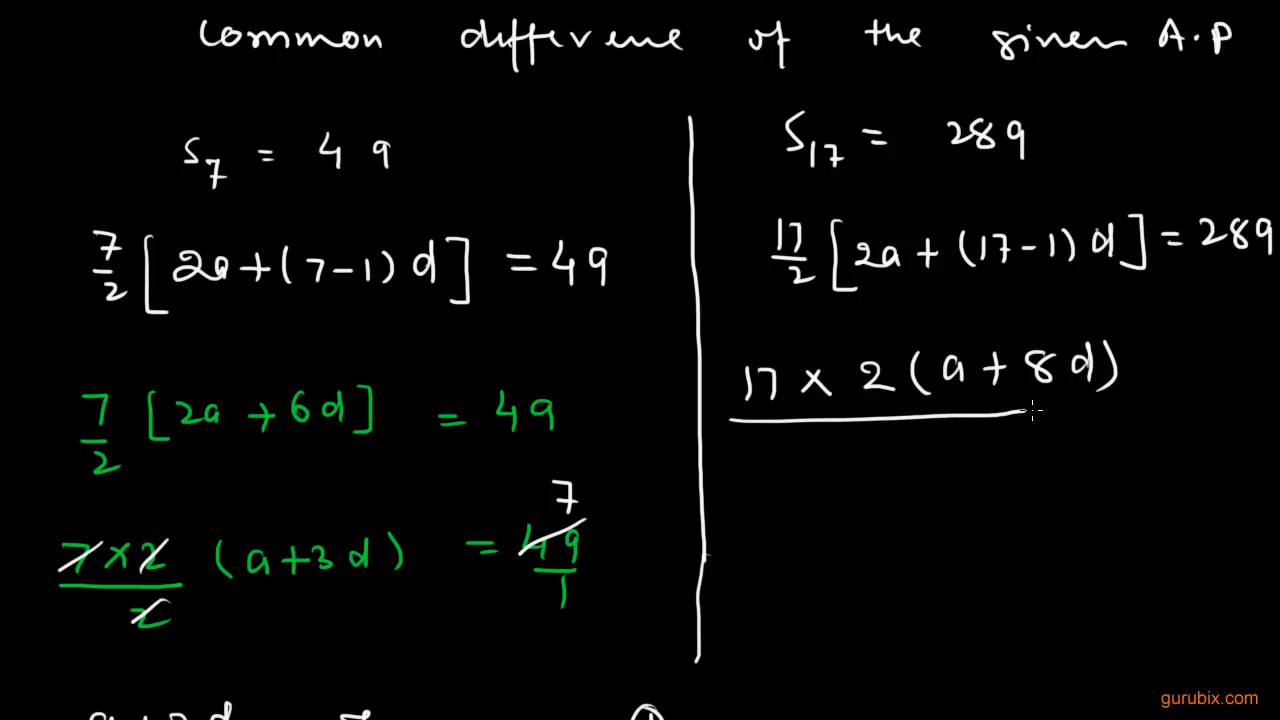 common difference of the given A.P
S₇ = 49
7/2 [2a+(7-1)d] = 49
7/2 [2a + 6d] = 49
7
7×2/2 (a+3d) = 49/1
S₁₇ = 289
17/2 [2a + (17-1)d] = 289
17 × 2 (a + 8d)
gurubix.com